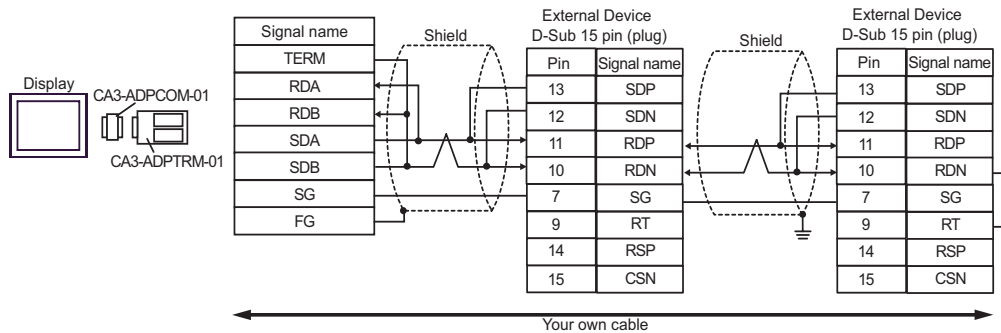 Display
CA3-ADPCOM-01
CA3-ADPTRM-01
Signal name
TERM
RDA
RDB
SDA
SDB
SG
FG
Shield
External Device
D-Sub 15 pin (plug)
Pin Signal name
13 SDP
12 SDN
11 RDP
10 RDN
7 SG
9 RT
14 RSP
15 CSN
Shield
External Device
D-Sub 15 pin (plug)
Pin Signal name
13 SDP
12 SDN
11 RDP
10 RDN
7 SG
9 RT
14 RSP
15 CSN
Your own cable